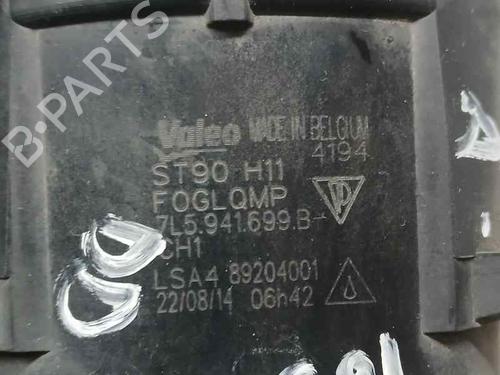 B-PARTS
Valeo MADE IN BELGIUM
4194
ST90 H11
FOGLQMP
VP
7L5.941.699.B-
CH1
LSA4 89204001
22/08/14 06h42